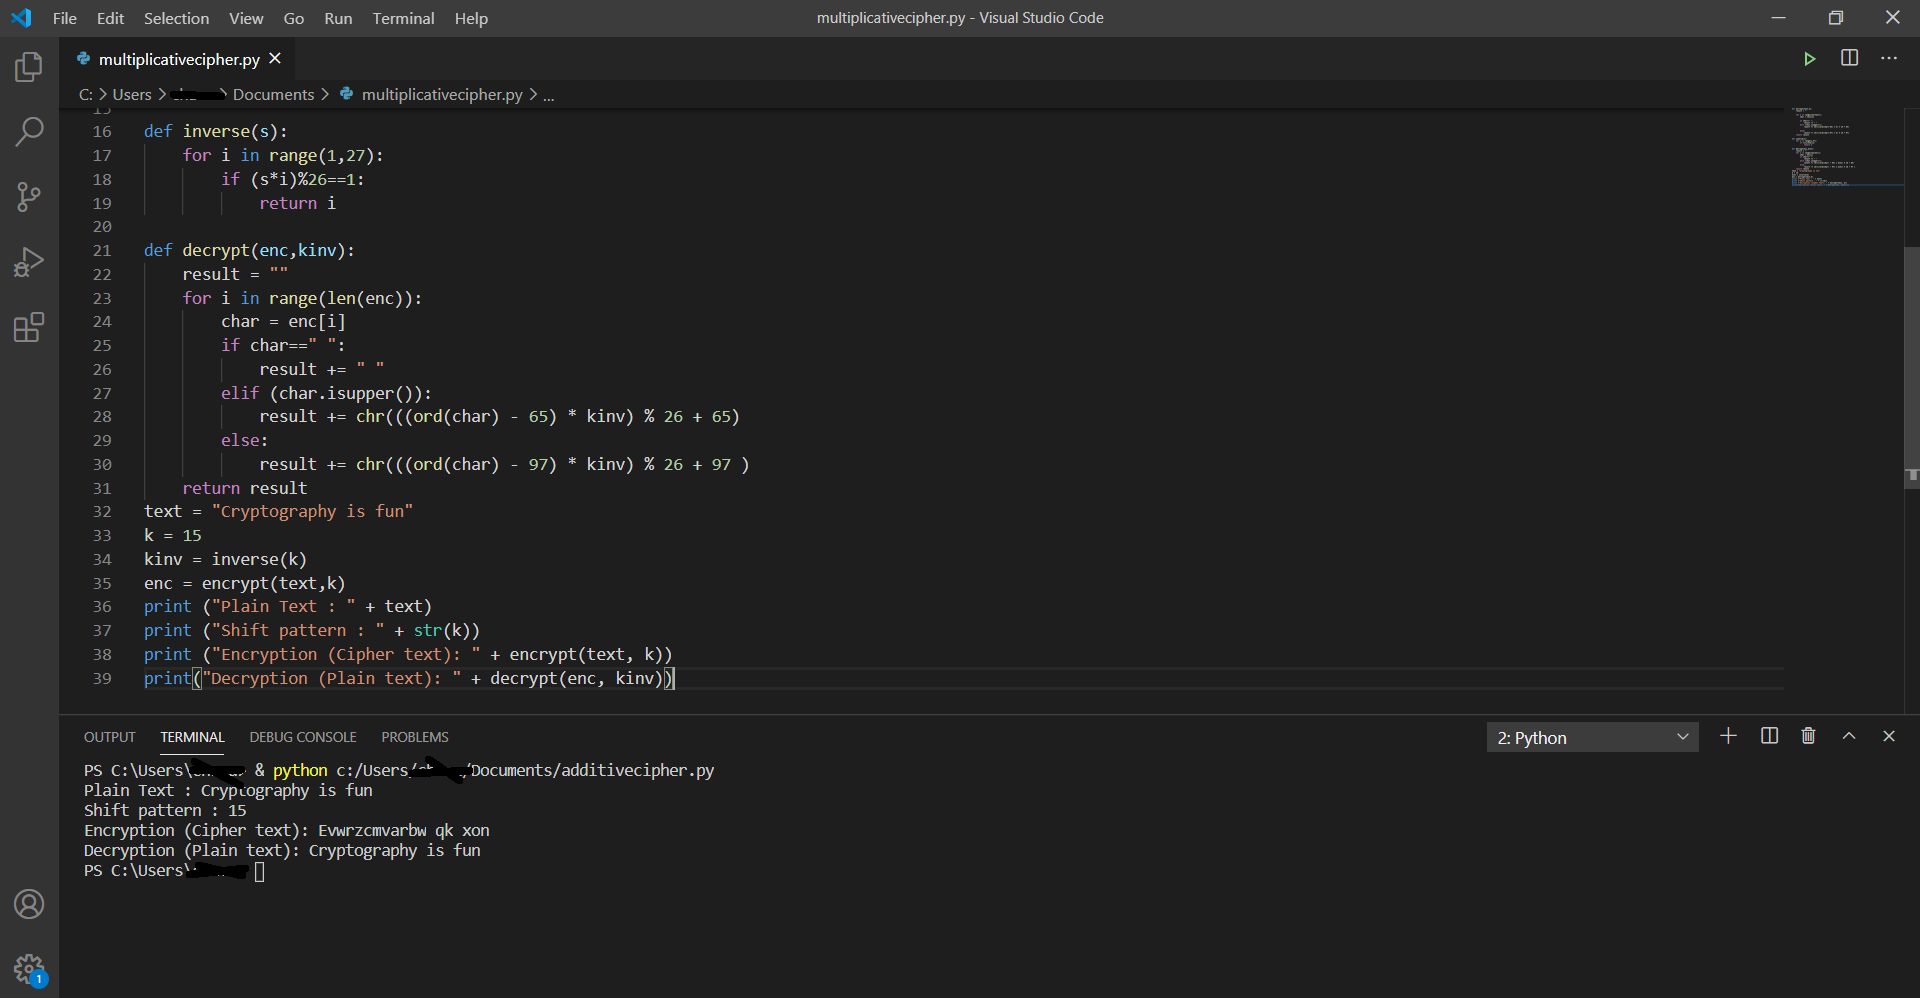 File Edit Selection View Go Run Terminal Help
multiplicativecipher.py - Visual Studio Code
multiplicativecipher.py
C: > Users > Documents > multiplicativecipher.py > ...
15
16 def inverse(s):
17 for i in range(1,27):
18 if (s*i)%26==1:
19 return i
20
21 def decrypt(enc,kinv):
22 result = ""
23 for i in range(len(enc)):
24 char = enc[i]
25 if char==" ":
26 result += " "
27 elif (char.isupper()):
28 result += chr(((ord(char) - 65) * kinv) % 26 + 65)
29 else:
30 result += chr(((ord(char) - 97) * kinv) % 26 + 97 )
31 return result
32 text = "Cryptography is fun"
33 k = 15
34 kinv = inverse(k)
35 enc = encrypt(text,k)
36 print ("Plain Text : " + text)
37 print ("Shift pattern : " + str(k))
38 print ("Encryption (Cipher text): " + encrypt(text, k))
39 print("Decryption (Plain text): " + decrypt(enc, kinv))
OUTPUT TERMINAL DEBUG CONSOLE PROBLEMS
2: Python
PS C:\Users\ & python c:/Users/ /Documents/additivecipher.py
Plain Text : Cryptography is fun
Shift pattern : 15
Encryption (Cipher text): Evwrzcmvarbw qk xon
Decryption (Plain text): Cryptography is fun
PS C:\Users\
1